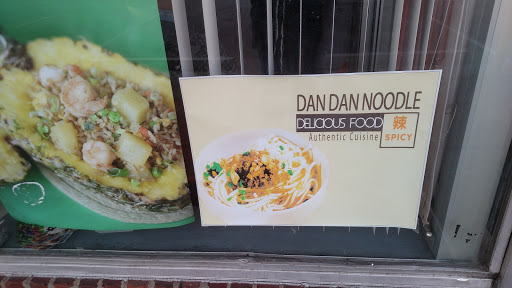 DAN DAN NOODLE
DELICIOUS FOOD
Authentic Cuisine
辣
SPICY